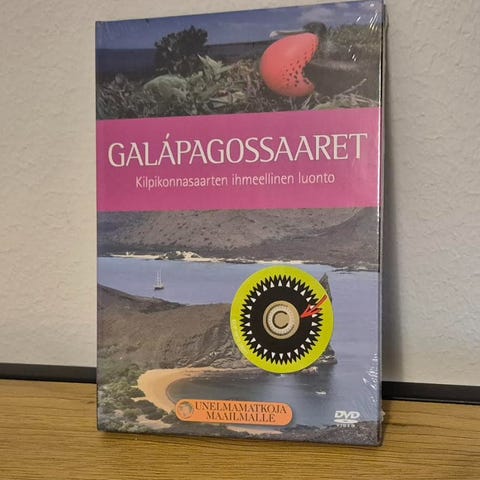 GALÁPAGOSSAARET
Kilpikonnasaarten ihmeellinen luonto
C
UNELMAMATKOJA
MAAILMALLE
DVD
VIDEO